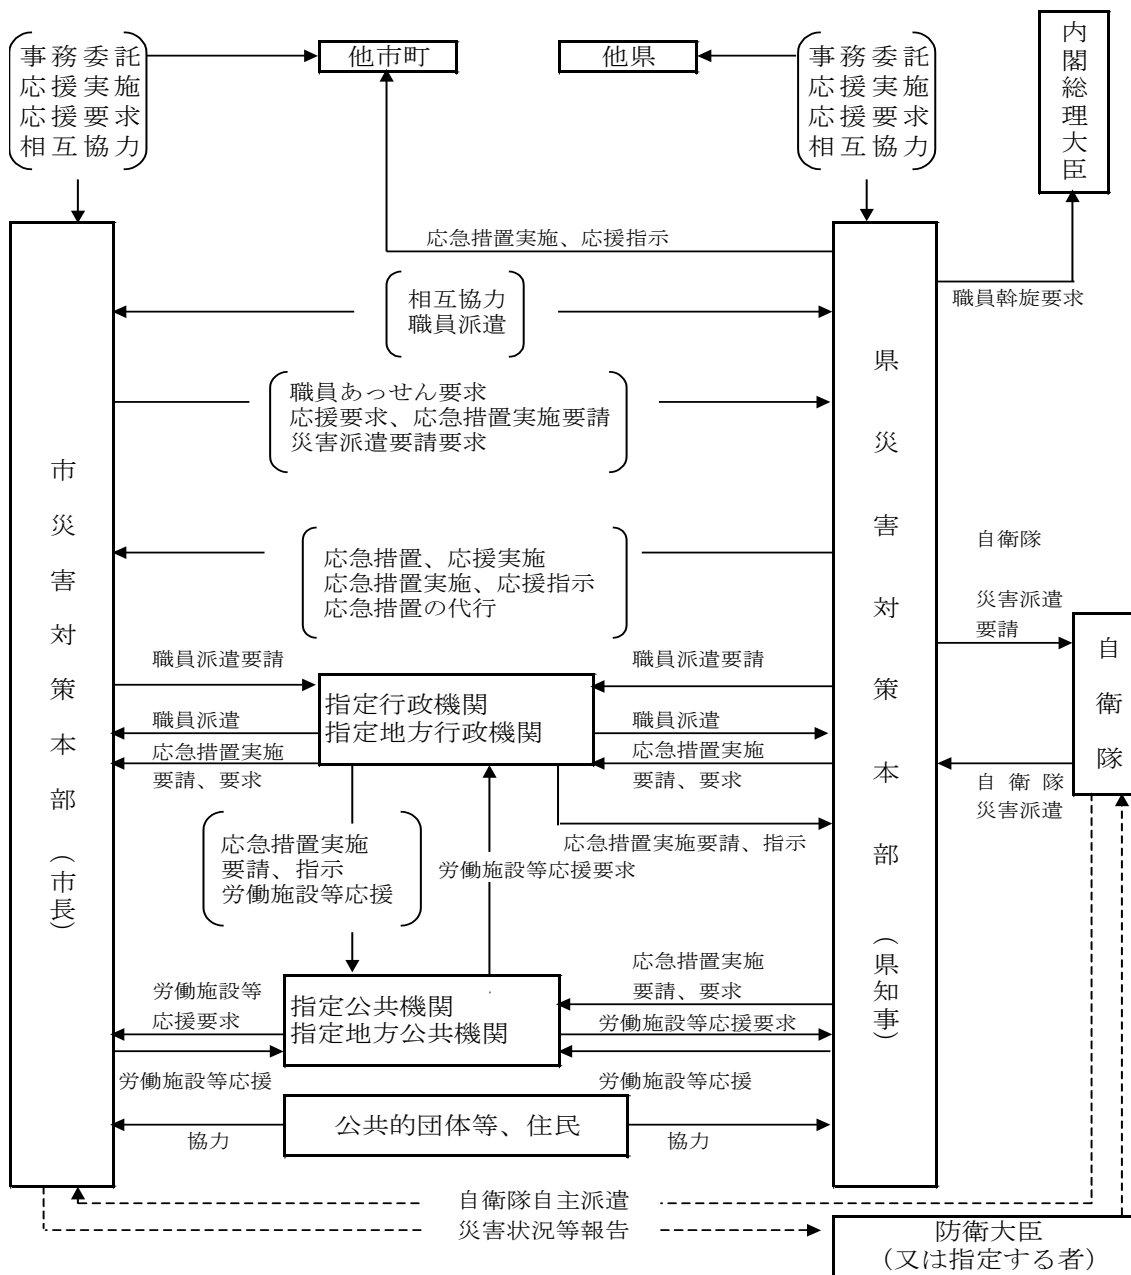 事務委託
応援実施
応援要求
相互協力
他市町
他県
事務委託
応援実施
応援要求
相互協力
内閣総理大臣
応急措置実施、応援指示
職員斡旋要求
相互協力
職員派遣
職員あっせん要求
応援要求、応急措置実施要請
災害派遣要請要求
市災害対策本部（市長）
県災害対策本部（県知事）
応急措置、応援実施
応急措置実施、応援指示
応急措置の代行
自衛隊
災害派遣
要請
自衛隊
職員派遣要請
職員派遣要請
指定行政機関
指定地方行政機関
職員派遣
職員派遣
応急措置実施
要請、要求
応急措置実施
要請、要求
自衛隊
災害派遣
応急措置実施
要請、指示
労働施設等応援
応急措置実施要請、指示
労働施設等応援要求
労働施設等
応援要求
指定公共機関
指定地方公共機関
応急措置実施
要請、要求
労働施設等応援要求
労働施設等応援
労働施設等応援
公共的団体等、住民
協力
協力
自衛隊自主派遣
災害状況等報告
防衛大臣
（又は指定する者）